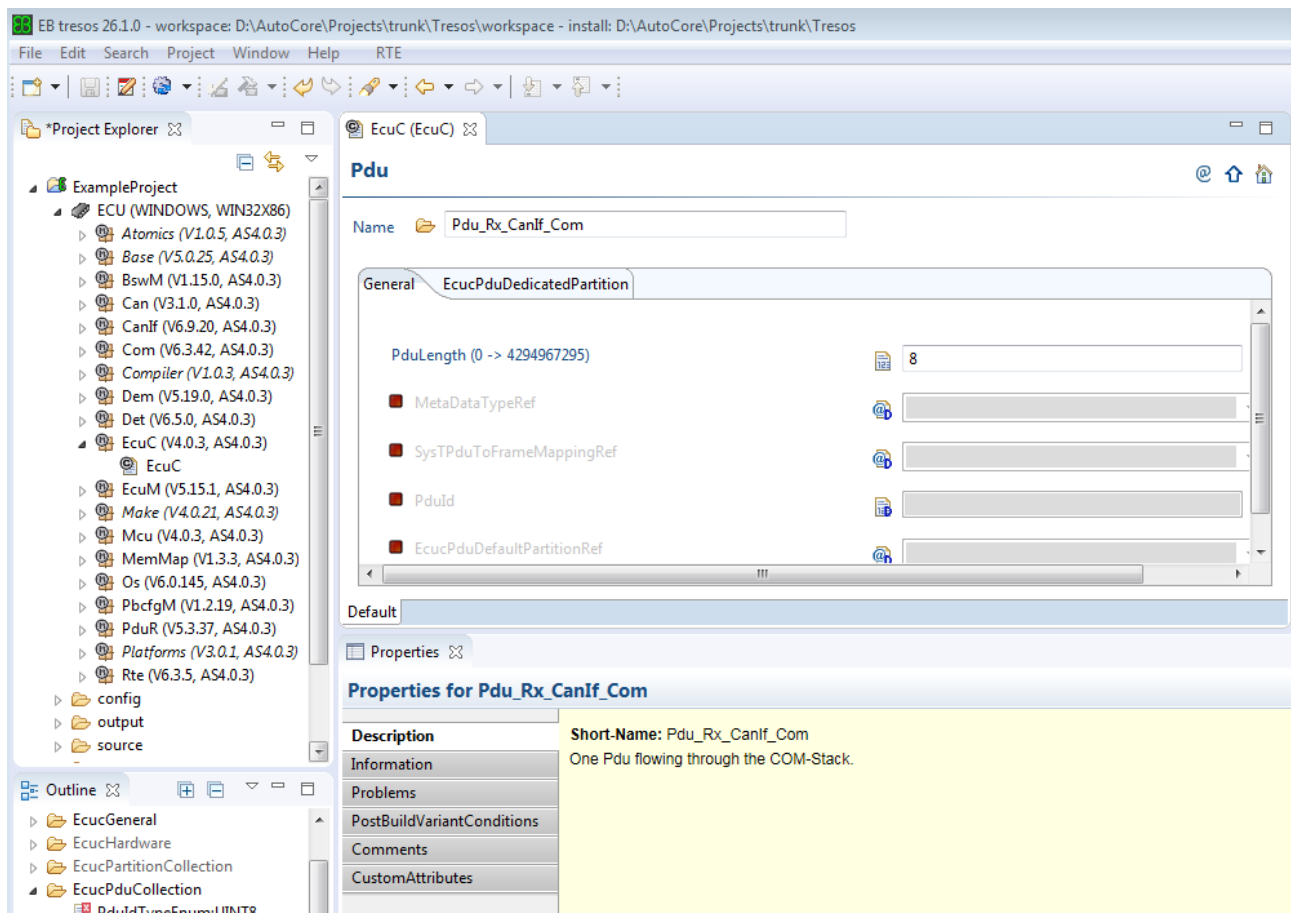 EB tresos 26.1.0 - workspace: D:\AutoCore\Projects\trunk\Tresos\workspace - install: D:\AutoCore\Projects\trunk\Tresos
File Edit Search Project Window Help RTE
*Project Explorer
ExampleProject
ECU (WINDOWS, WIN32X86)
Atomics (V1.0.5, AS4.0.3)
Base (V5.0.25, AS4.0.3)
BswM (V1.15.0, AS4.0.3)
Can (V3.1.0, AS4.0.3)
CanIf (V6.9.20, AS4.0.3)
Com (V6.3.42, AS4.0.3)
Compiler (V1.0.3, AS4.0.3)
Dem (V5.19.0, AS4.0.3)
Det (V6.5.0, AS4.0.3)
EcuC (V4.0.3, AS4.0.3)
EcuC
EcuM (V5.15.1, AS4.0.3)
Make (V4.0.21, AS4.0.3)
Mcu (V4.0.3, AS4.0.3)
MemMap (V1.3.3, AS4.0.3)
Os (V6.0.145, AS4.0.3)
PbcfgM (V1.2.19, AS4.0.3)
PduR (V5.3.37, AS4.0.3)
Platforms (V3.0.1, AS4.0.3)
Rte (V6.3.5, AS4.0.3)
config
output
source
Outline
EcucGeneral
EcucHardware
EcucPartitionCollection
EcucPduCollection
PduIdTypeEnum:UINT8
EcuC (EcuC)
Pdu
Name Pdu_Rx_CanIf_Com
General EcucPduDedicatedPartition
PduLength (0 -> 4294967295) 8
MetaDataTypeRef
SysTPduToFrameMappingRef
PduId
EcucPduDefaultPartitionRef
Default
Properties
Properties for Pdu_Rx_CanIf_Com
Description
Information
Problems
PostBuildVariantConditions
Comments
CustomAttributes
Short-Name: Pdu_Rx_CanIf_Com
One Pdu flowing through the COM-Stack.